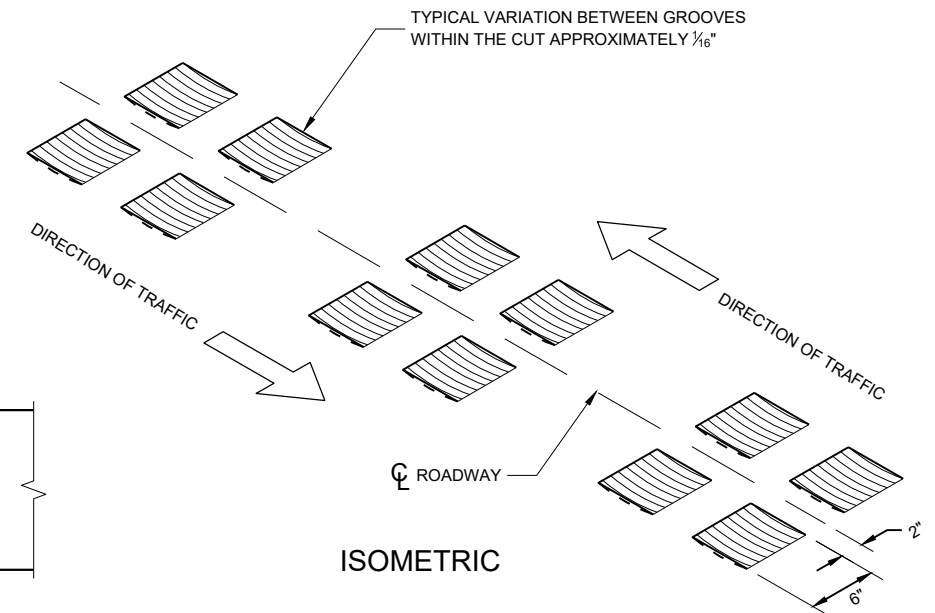 TYPICAL VARIATION BETWEEN GROOVES
WITHIN THE CUT APPROXIMATELY 1/16"
DIRECTION OF TRAFFIC
DIRECTION OF TRAFFIC
℄ ROADWAY
2"
6"
ISOMETRIC